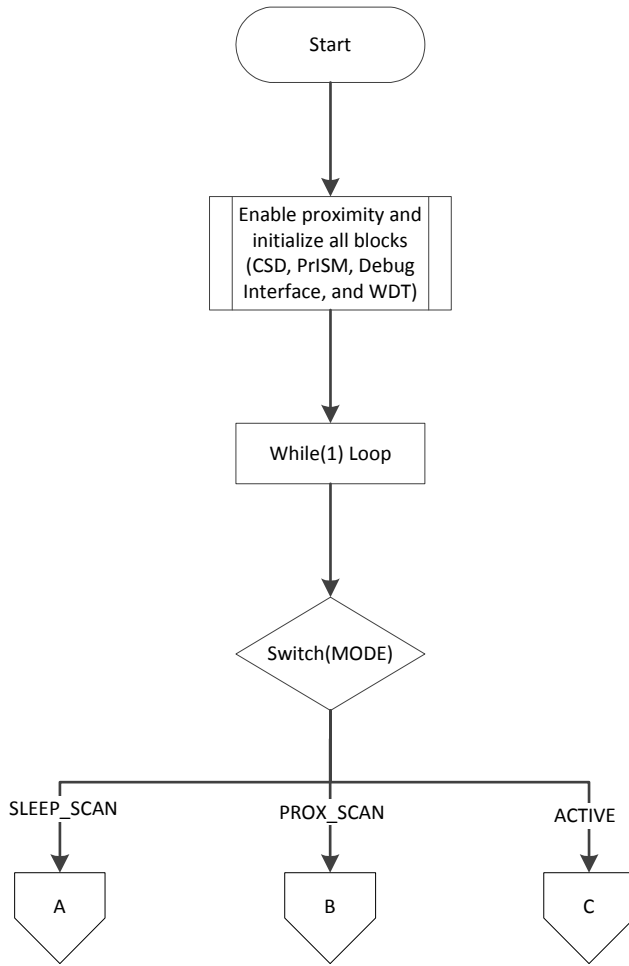 Start
Enable proximity and
initialize all blocks
(CSD, PrISM, Debug
Interface, and WDT)
While(1) Loop
Switch(MODE)
SLEEP_SCAN
PROX_SCAN
ACTIVE
A
B
C